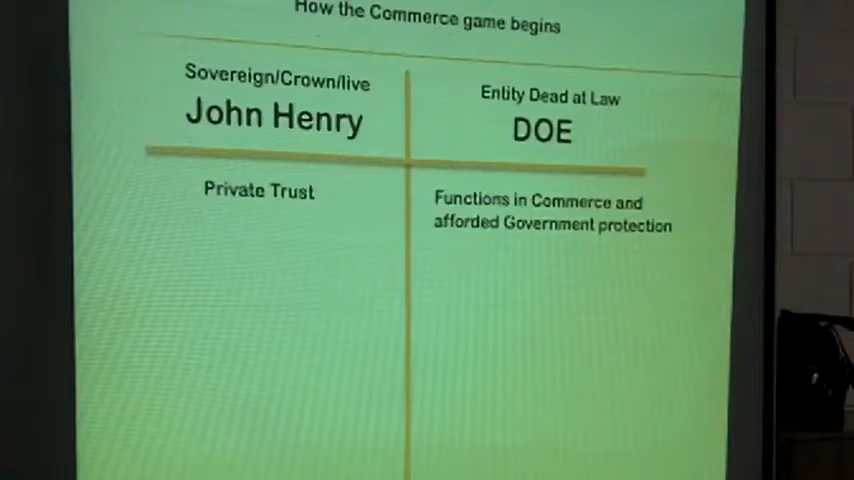 How the Commerce game begins
Sovereign/Crown/live
John Henry
Entity Dead at Law
DOE
Private Trust
Functions in Commerce and
afforded Government protection